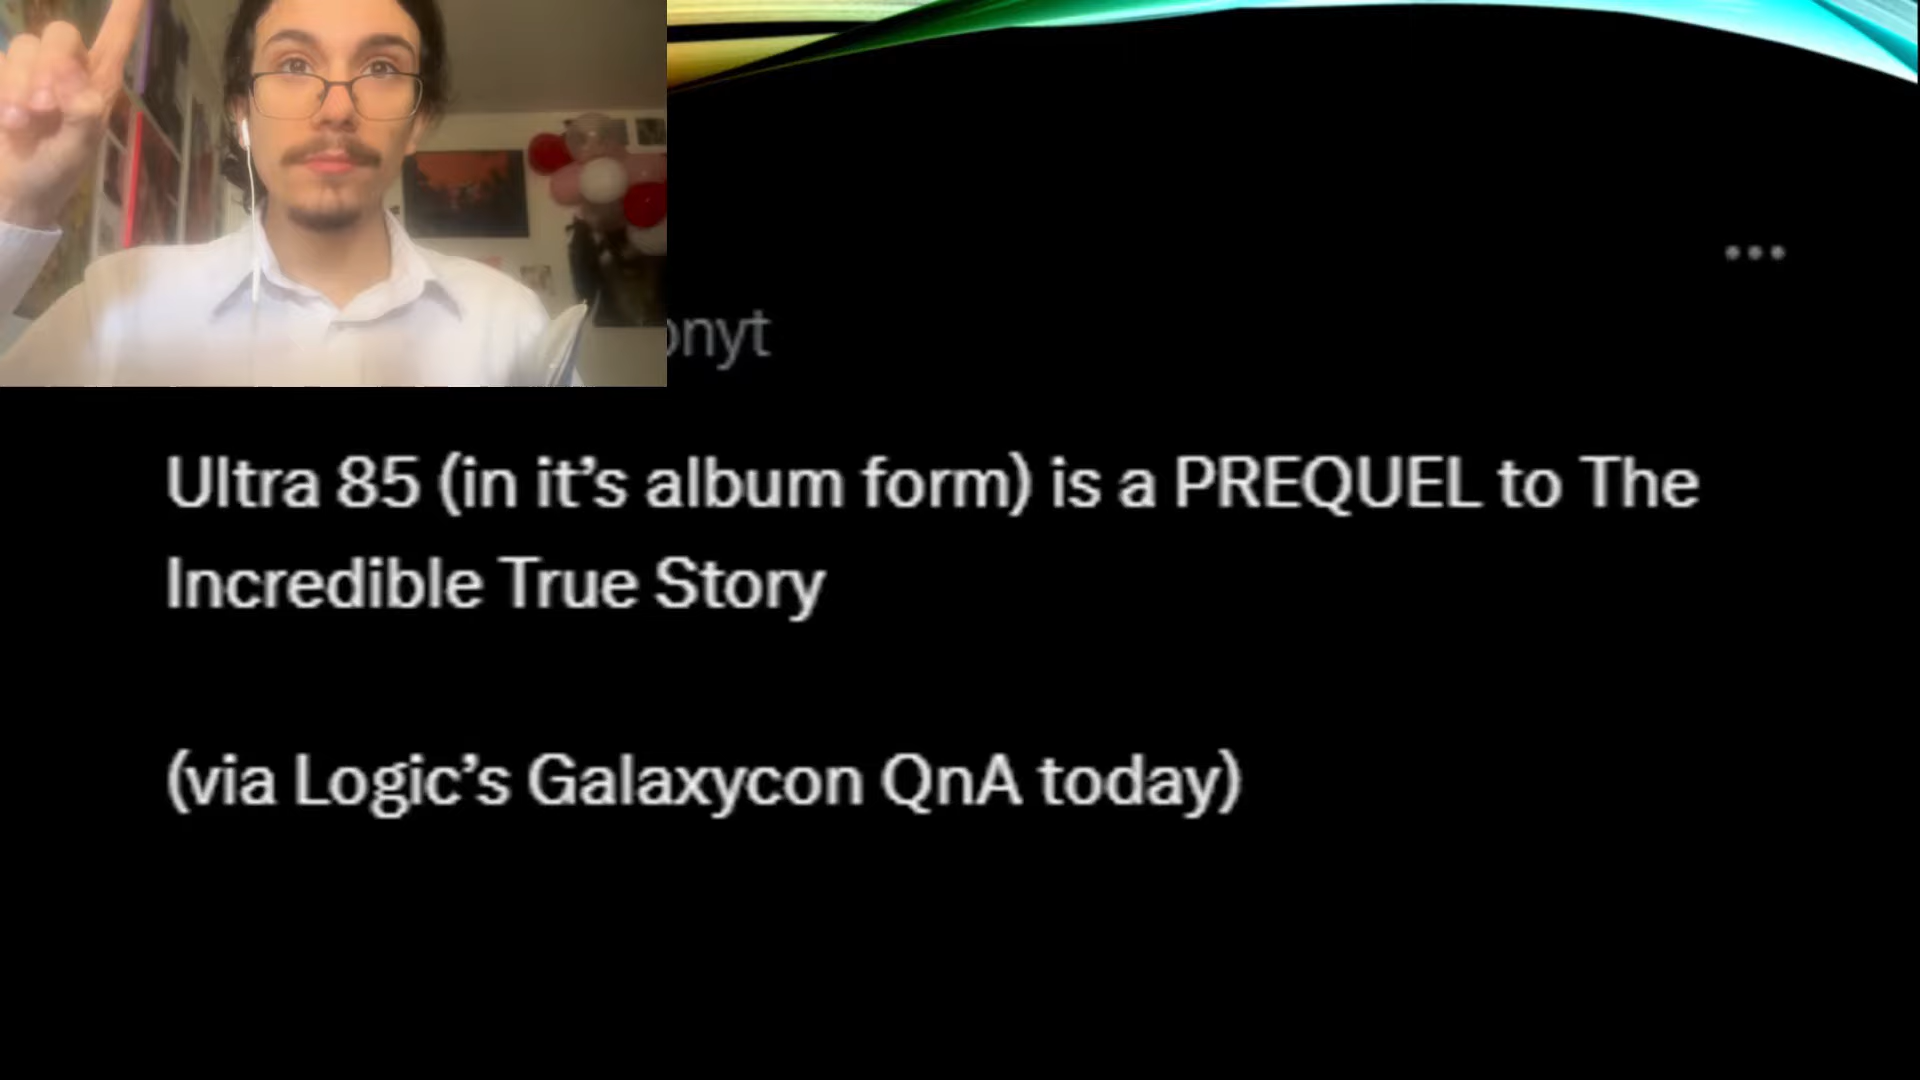 onyt
Ultra 85 (in it’s album form) is a PREQUEL to The
Incredible True Story
(via Logic’s Galaxycon QnA today)